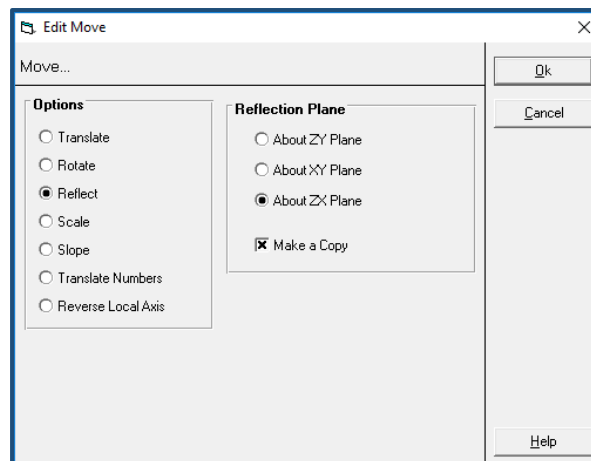 Edit Move
Move...
Options
Translate
Rotate
Reflect
Scale
Slope
Translate Numbers
Reverse Local Axis
Reflection Plane
About ZY Plane
About XY Plane
About ZX Plane
Make a Copy
Ok
Cancel
Help